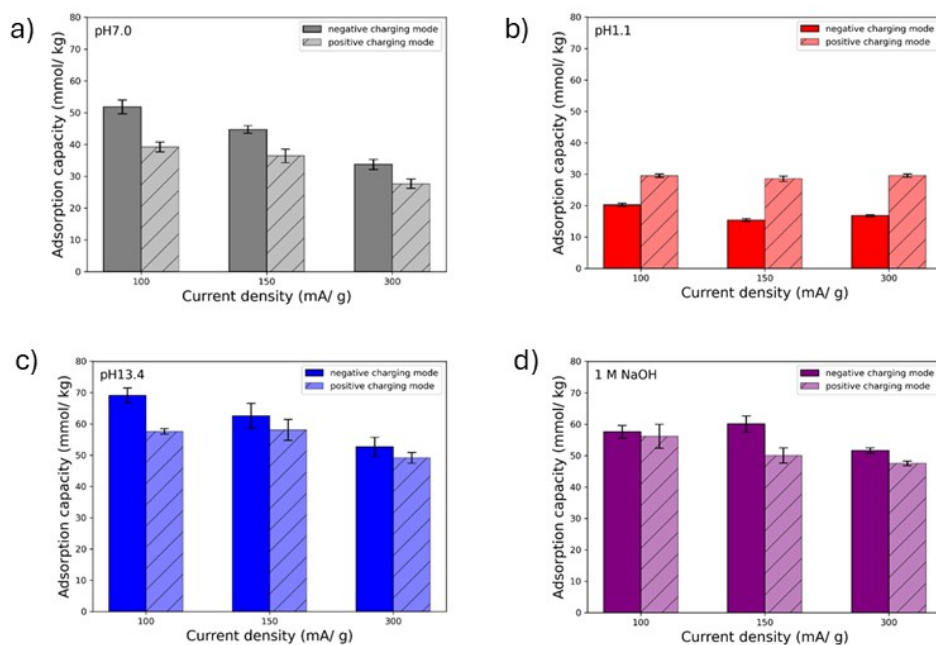 a)
pH7.0
negative charging mode
positive charging mode
Adsorption capacity (mmol/ kg)
80
70
60
50
40
30
20
10
0
100 150 300
Current density (mA/ g)
b)
pH1.1
negative charging mode
positive charging mode
Adsorption capacity (mmol/ kg)
80
70
60
50
40
30
20
10
0
100 150 300
Current density (mA/ g)
c)
pH13.4
negative charging mode
positive charging mode
Adsorption capacity (mmol/ kg)
80
70
60
50
40
30
20
10
0
100 150 300
Current density (mA/ g)
d)
1 M NaOH
negative charging mode
positive charging mode
Adsorption capacity (mmol/ kg)
80
70
60
50
40
30
20
10
0
100 150 300
Current density (mA/ g)